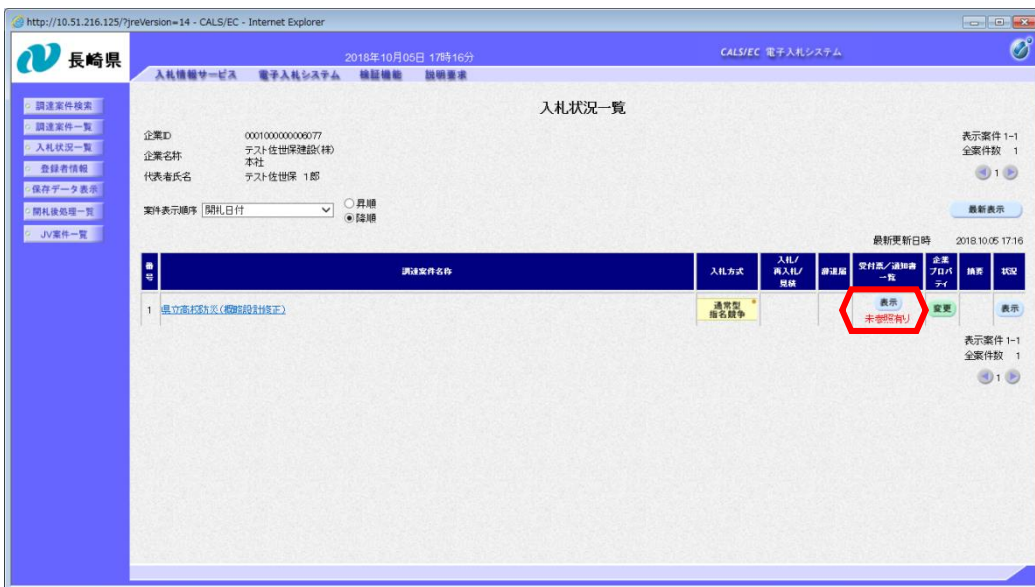 http://10.51.216.125/?jreVersion=14 - CALS/EC - Internet Explorer
長崎県
2018年10月05日 17時16分
CALS/EC 電子入札システム
入札情報サービス 電子入札システム 検証機能 説明要求
調達案件検索
調達案件一覧
入札状況一覧
登録者情報
保存データ表示
開札後処理一覧
JV案件一覧
入札状況一覧
企業ID 0001000000006077
企業名称 テスト佐世保建設(株)
本社
代表者氏名 テスト佐世保 1郎
表示案件 1-1
全案件数 1
1
案件表示順序 開札日付
昇順
降順
最新表示
最新更新日時 2018.10.05 17:16
番号 調達案件名称 入札方式 入札/再入札/見積 辞退届 受付票/通知書一覧 企業プロパティ 摘要 状況
1 県立高校防災(概略設計修正) 通常型指名競争 表示 変更 表示
未参照有り
表示案件 1-1
全案件数 1
1